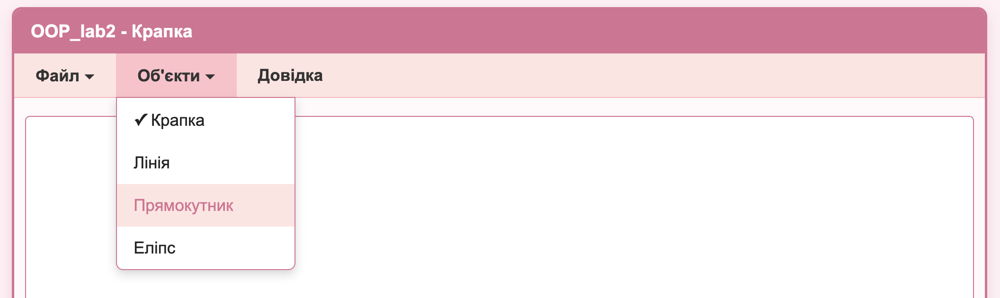 OOP_lab2 - Крапка
Файл Об'єкти Довідка
✓ Крапка
Лінія
Прямокутник
Еліпс